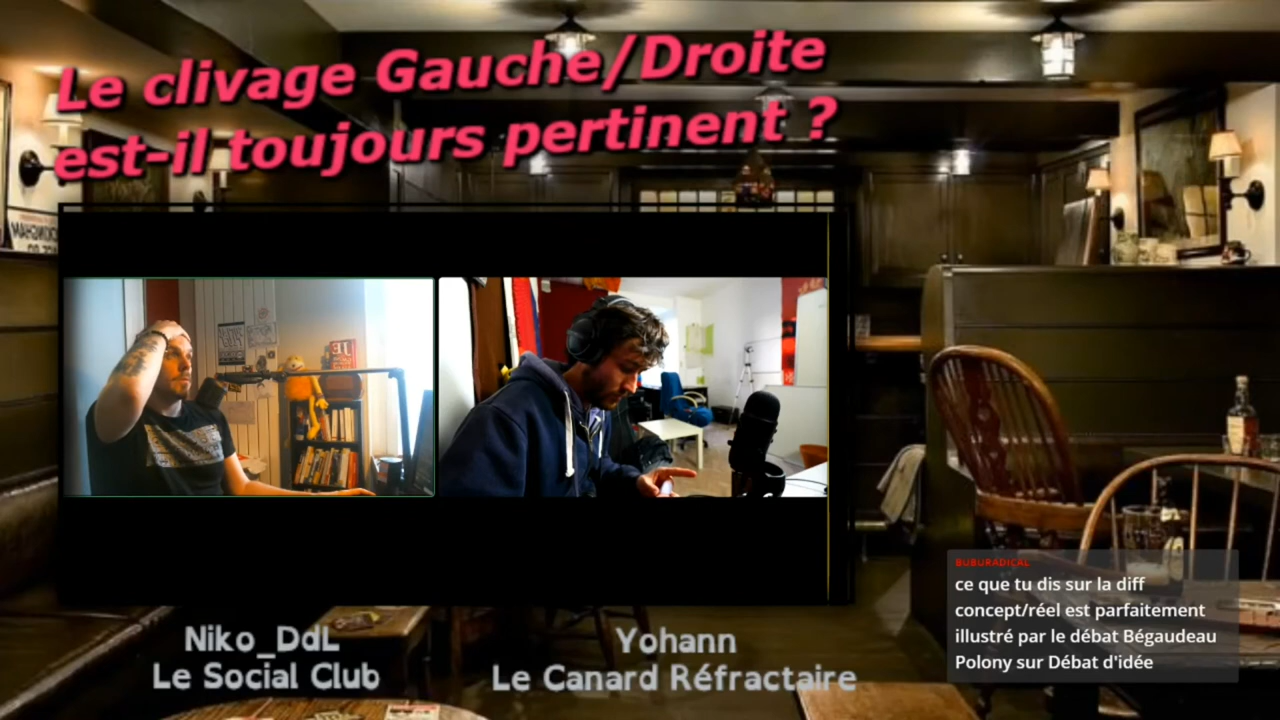 Le clivage Gauche/Droite
est-il toujours pertinent ?
Niko_DdL
Le Social Club
Yohann
Le Canard Réfractaire
BUBURADICAL
ce que tu dis sur la diff
concept/réel est parfaitement
illustré par le débat Bégaudeau
Polony sur Débat d'idée